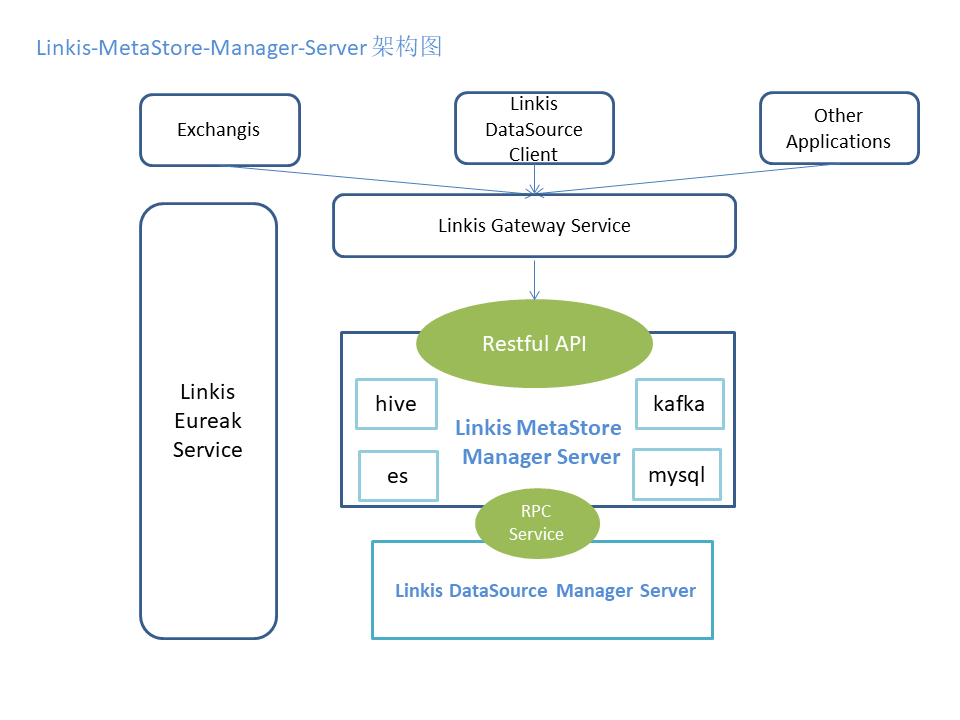 Linkis-MetaStore-Manager-Server 架构图
Exchangis
Linkis
DataSource
Client
Other
Applications
Linkis Gateway Service
Linkis
Eureak
Service
Restful API
hive
kafka
Linkis MetaStore
Manager Server
es
mysql
RPC
Service
Linkis DataSource Manager Server